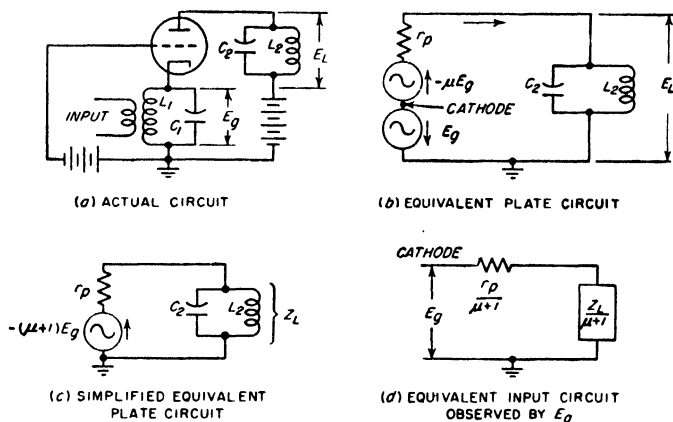 C2
L2
EL
INPUT
L1
C1
Eg
(a) ACTUAL CIRCUIT
rp
-μEg
CATHODE
Eg
C2
L2
EL
(b) EQUIVALENT PLATE CIRCUIT
rp
-(μ+1)Eg
C2
L2
ZL
(c) SIMPLIFIED EQUIVALENT
PLATE CIRCUIT
CATHODE
Eg
rp
μ+1
ZL
μ+1
(d) EQUIVALENT INPUT CIRCUIT
OBSERVED BY Eg